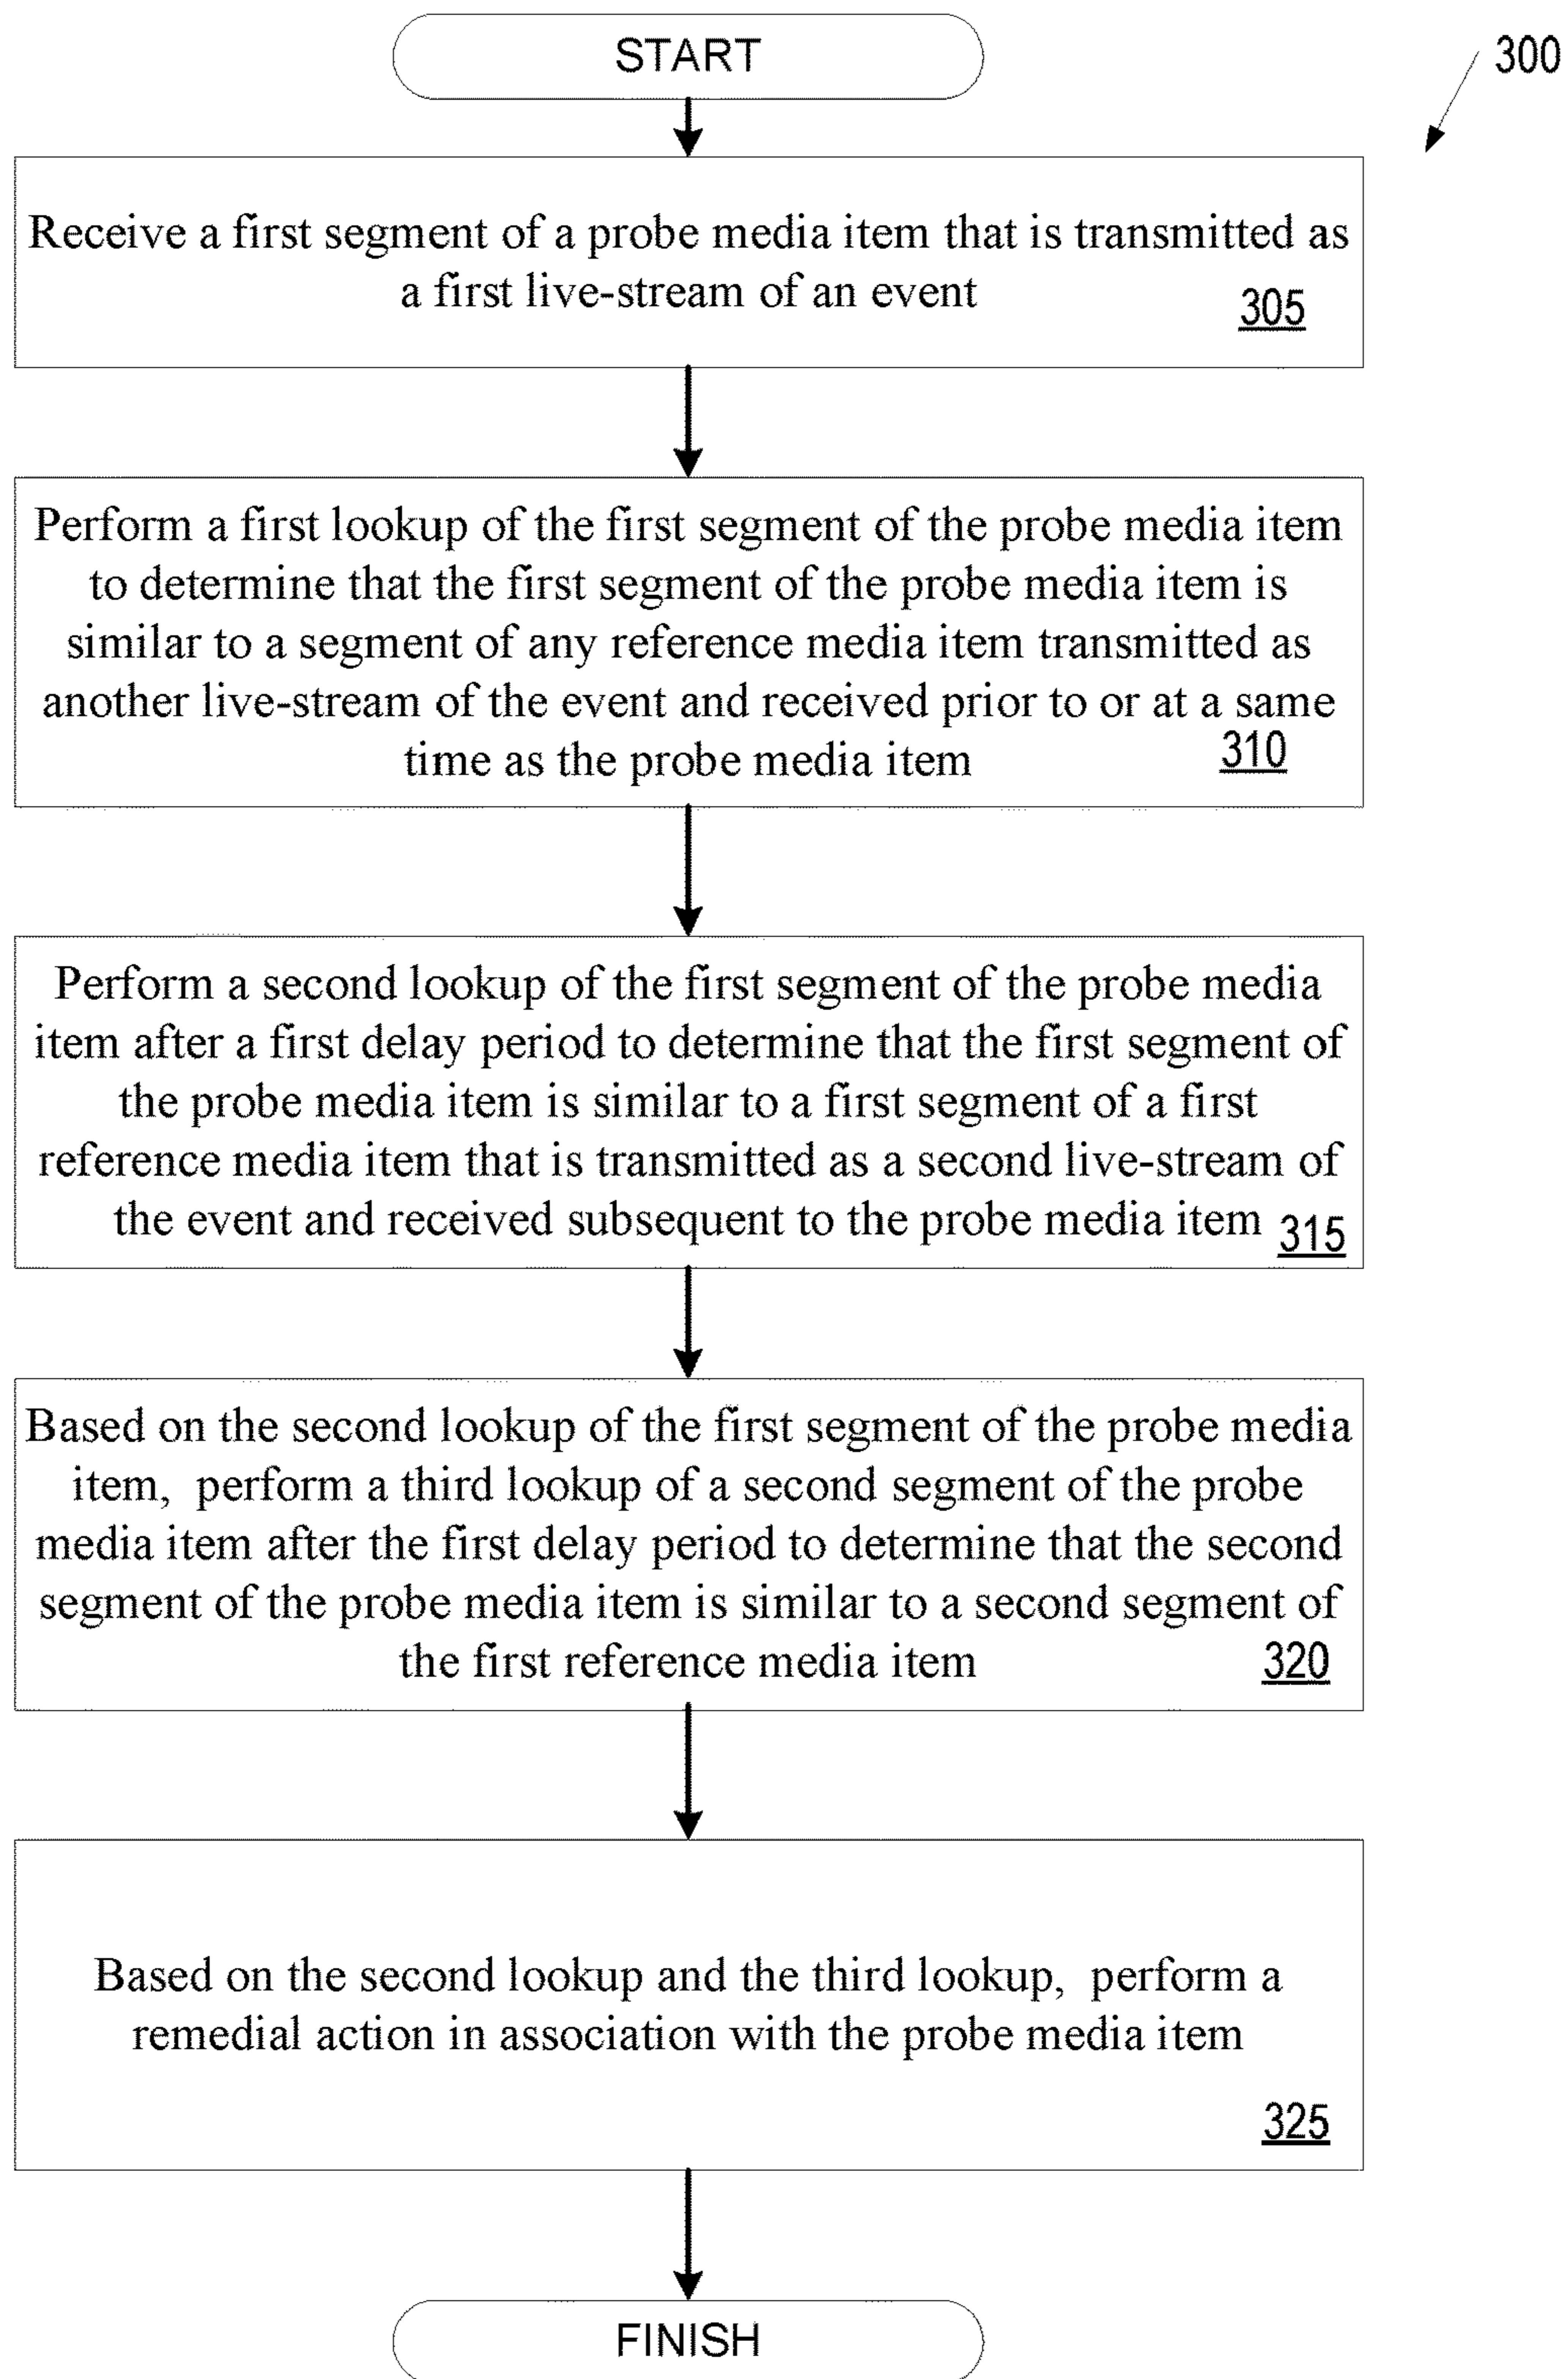 START
300
Receive a first segment of a probe media item that is transmitted as
a first live-stream of an event
305
Perform a first lookup of the first segment of the probe media item
to determine that the first segment of the probe media item is
similar to a segment of any reference media item transmitted as
another live-stream of the event and received prior to or at a same
time as the probe media item
310
Perform a second lookup of the first segment of the probe media
item after a first delay period to determine that the first segment of
the probe media item is similar to a first segment of a first
reference media item that is transmitted as a second live-stream of
the event and received subsequent to the probe media item
315
Based on the second lookup of the first segment of the probe media
item, perform a third lookup of a second segment of the probe
media item after the first delay period to determine that the second
segment of the probe media item is similar to a second segment of
the first reference media item
320
Based on the second lookup and the third lookup, perform a
remedial action in association with the probe media item
325
FINISH